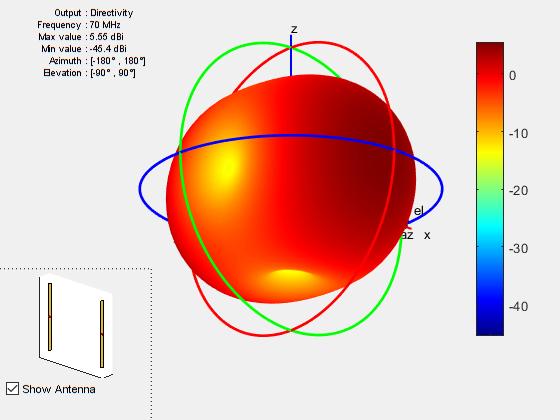 Output : Directivity
Frequency : 70 MHz
Max value : 5.55 dBi
Min value : -45.4 dBi
Azimuth : [-180° , 180°]
Elevation : [-90° , 90°]
z
0
-10
-20
-30
-40
el
az x
Show Antenna